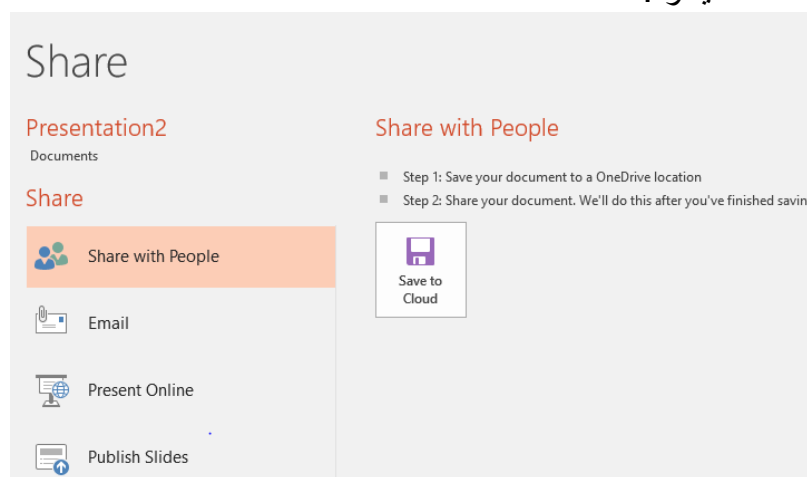 Share
Presentation2
Documents
Share
Share with People
Email
Present Online
Publish Slides
Share with People
Step 1: Save your document to a OneDrive location
Step 2: Share your document. We'll do this after you've finished savin
Save to
Cloud